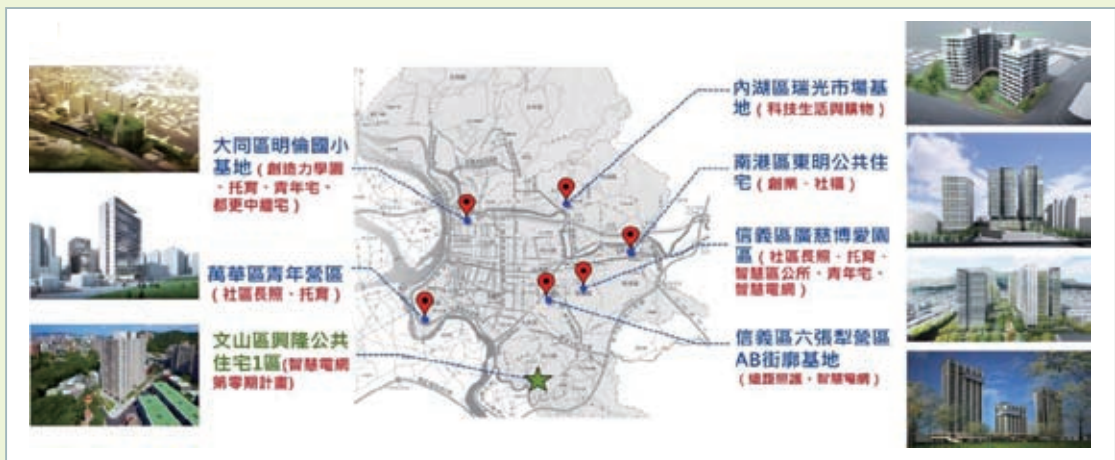 大同區明倫國小
基地(創造力學園
、托育、青年宅、
都更中繼宅)
萬華區青年營區
(社區長照、托育)
文山區興隆公共
住宅1區(智慧電網
第零期計畫)
內湖區瑞光市場基
地(科技生活與購物)
南港區東明公共住
宅(創業、社福)
信義區廣慈博愛園
區(社區長照、托育、
智慧區公所、青年宅、
智慧電網)
信義區六張犁營區
AB街廓基地
(遠距照護、智慧電網)